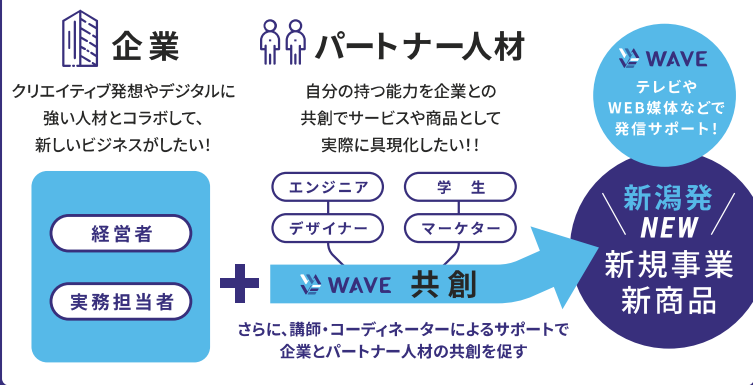 企業
クリエイティブ発想やデジタルに
強い人材とコラボして、
新しいビジネスがしたい！
経営者
実務担当者
パートナー人材
自分の持つ能力を企業との
共創でサービスや商品として
実際に具現化したい！！
エンジニア
学 生
デザイナー
マーケター
WAVE 共創
さらに、講師・コーディネーターによるサポートで
企業とパートナー人材の共創を促す
WAVE
テレビや
WEB媒体などで
発信サポート！
新潟発
NEW
新規事業
新商品